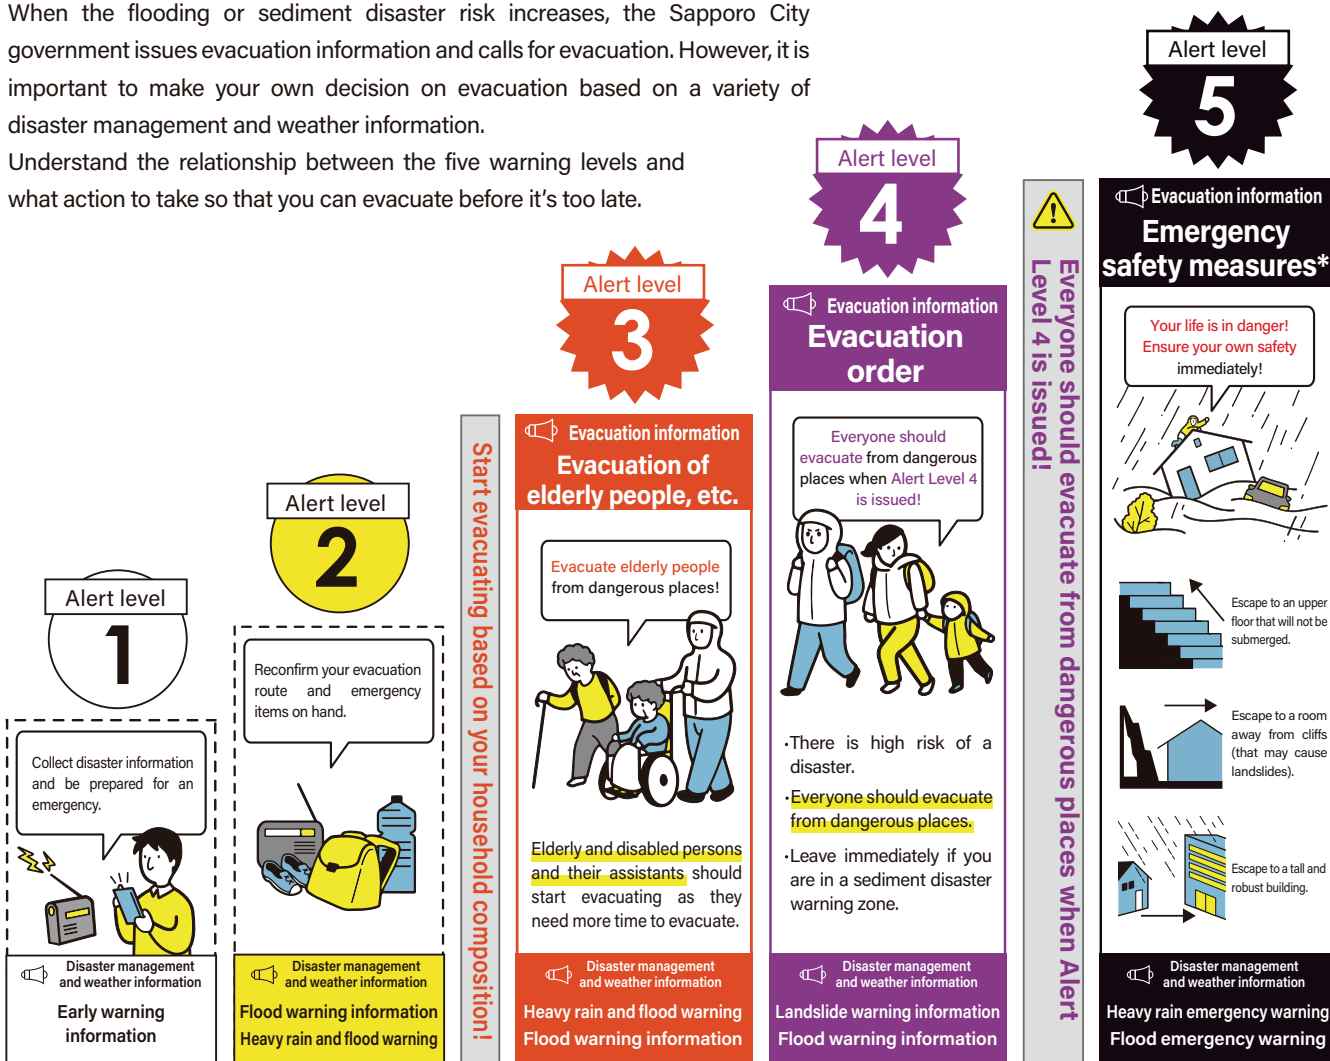 When the flooding or sediment disaster risk increases, the Sapporo City
government issues evacuation information and calls for evacuation. However, it is
important to make your own decision on evacuation based on a variety of
disaster management and weather information.
Understand the relationship between the five warning levels and
what action to take so that you can evacuate before it's too late.
Alert level
1
Collect disaster information
and be prepared for an
emergency.
Disaster management
and weather information
Early warning
information
Alert level
2
Reconfirm your evacuation
route and emergency
items on hand.
Disaster management
and weather information
Flood warning information
Heavy rain and flood warning
Start evacuating based on your household composition!
Alert level
3
Evacuation information
Evacuation of
elderly people, etc.
Evacuate elderly people
from dangerous places!
Elderly and disabled persons
and their assistants should
start evacuating as they
need more time to evacuate.
Disaster management
and weather information
Heavy rain and flood warning
Flood warning information
Alert level
4
Evacuation information
Evacuation
order
Everyone should
evacuate from dangerous
places when Alert Level 4
is issued!
・There is high risk of a
disaster.
・Everyone should evacuate
from dangerous places.
・Leave immediately if you
are in a sediment disaster
warning zone.
Disaster management
and weather information
Landslide warning information
Flood warning information
Everyone should evacuate from dangerous places when Alert
Level 4 is issued!
Alert level
5
Evacuation information
Emergency
safety measures*
Your life is in danger!
Ensure your own safety
immediately!
Escape to an upper
floor that will not be
submerged.
Escape to a room
away from cliffs
(that may cause
landslides).
Escape to a tall and
robust building.
Disaster management
and weather information
Heavy rain emergency warning
Flood emergency warning